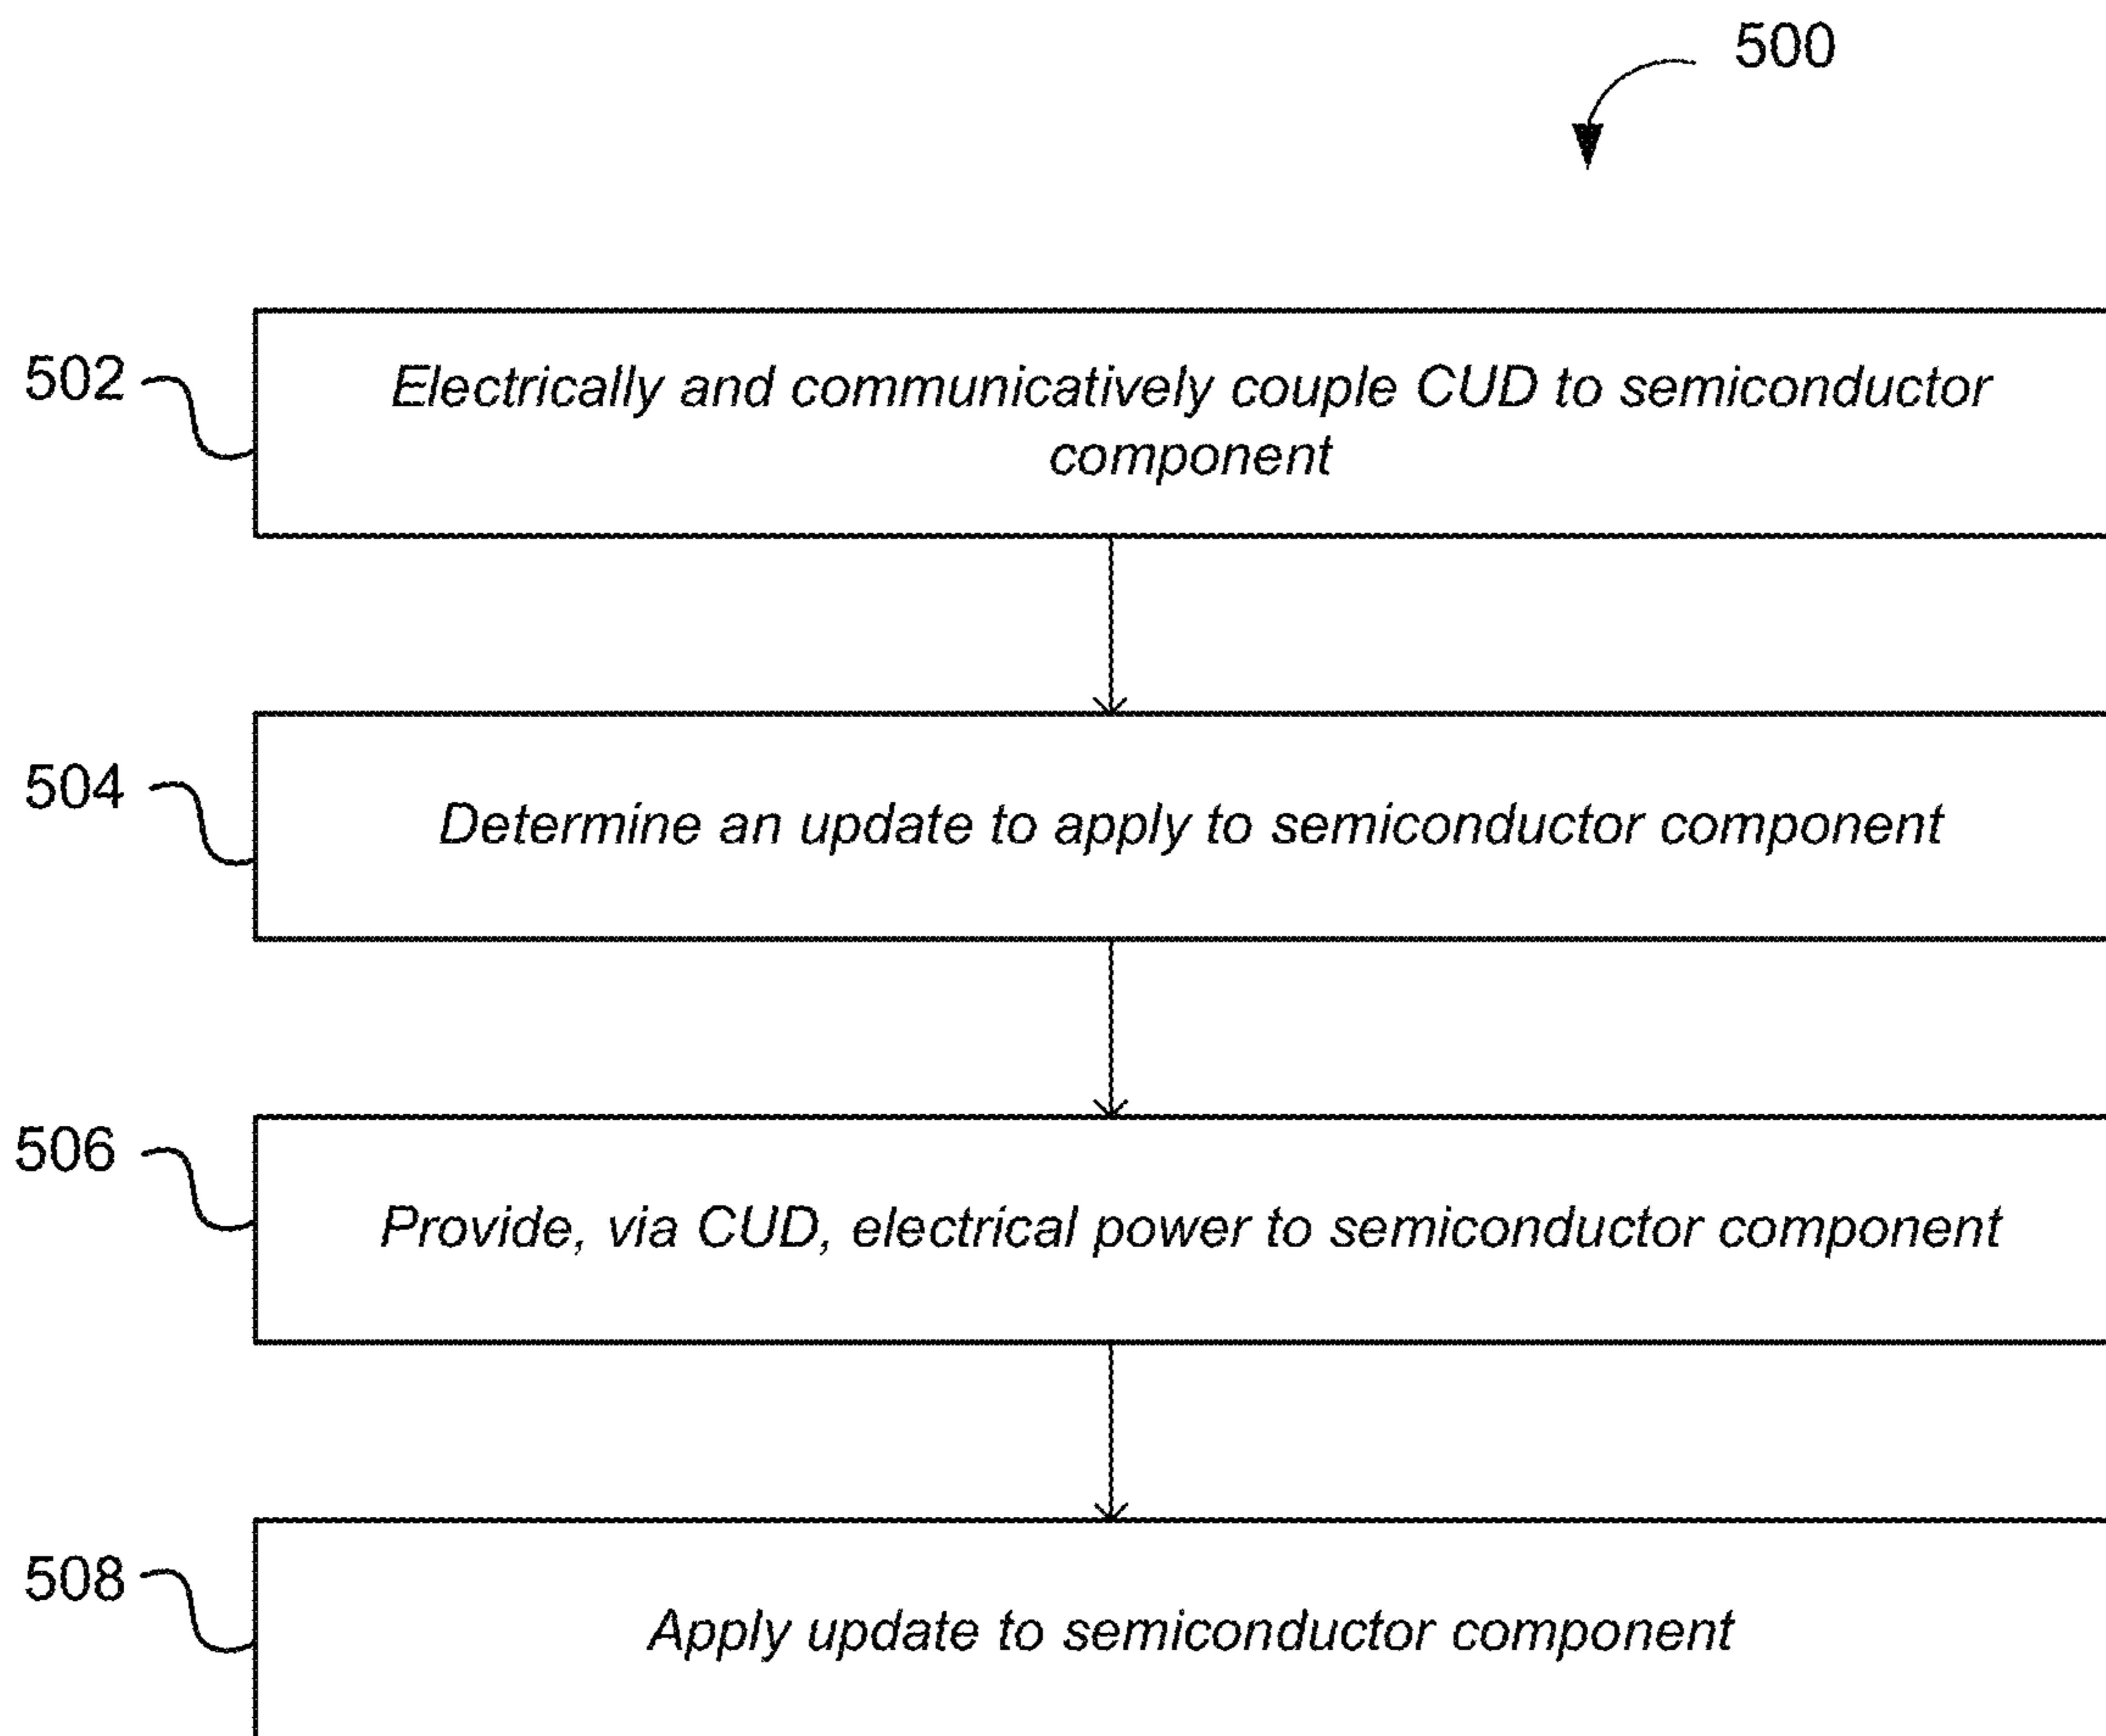 500
502
Electrically and communicatively couple CUD to semiconductor
component
504
Determine an update to apply to semiconductor component
506
Provide, via CUD, electrical power to semiconductor component
508
Apply update to semiconductor component